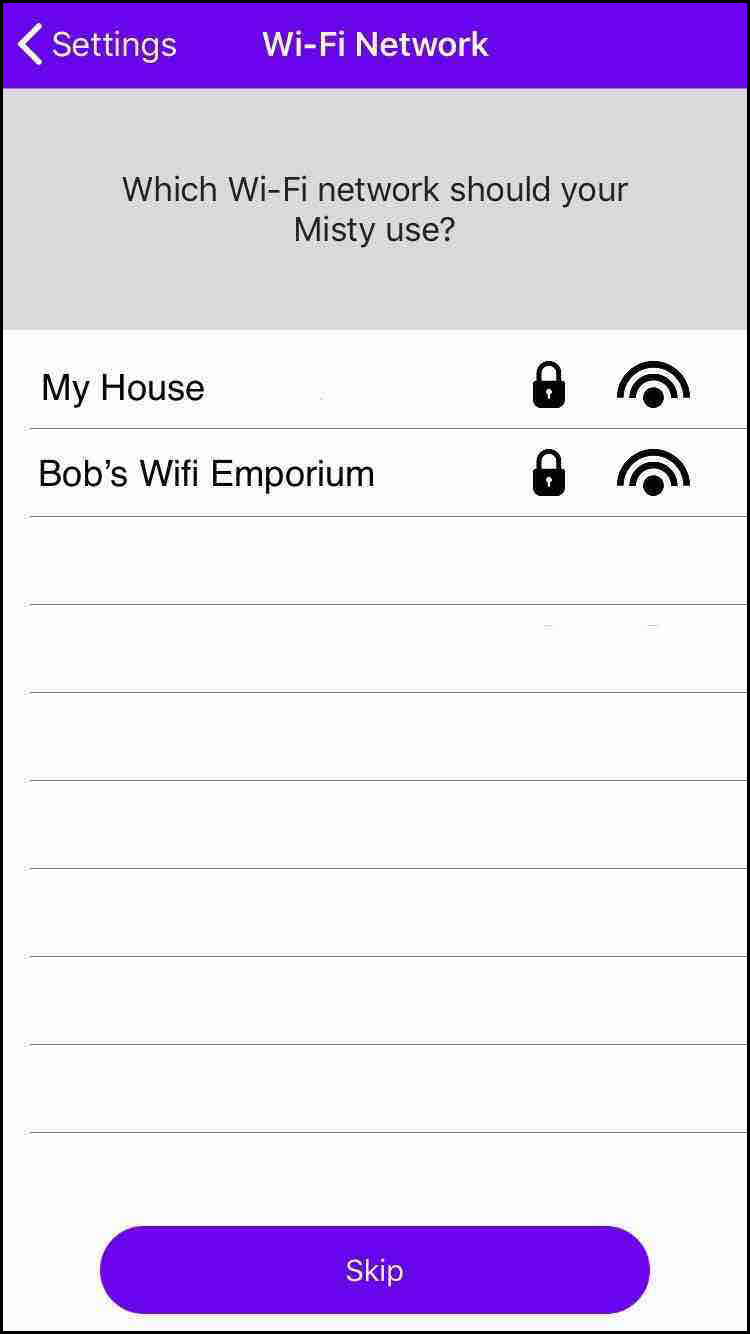 Settings
Wi-Fi Network
Which Wi-Fi network should your
Misty use?
My House
Bob’s Wifi Emporium
Skip